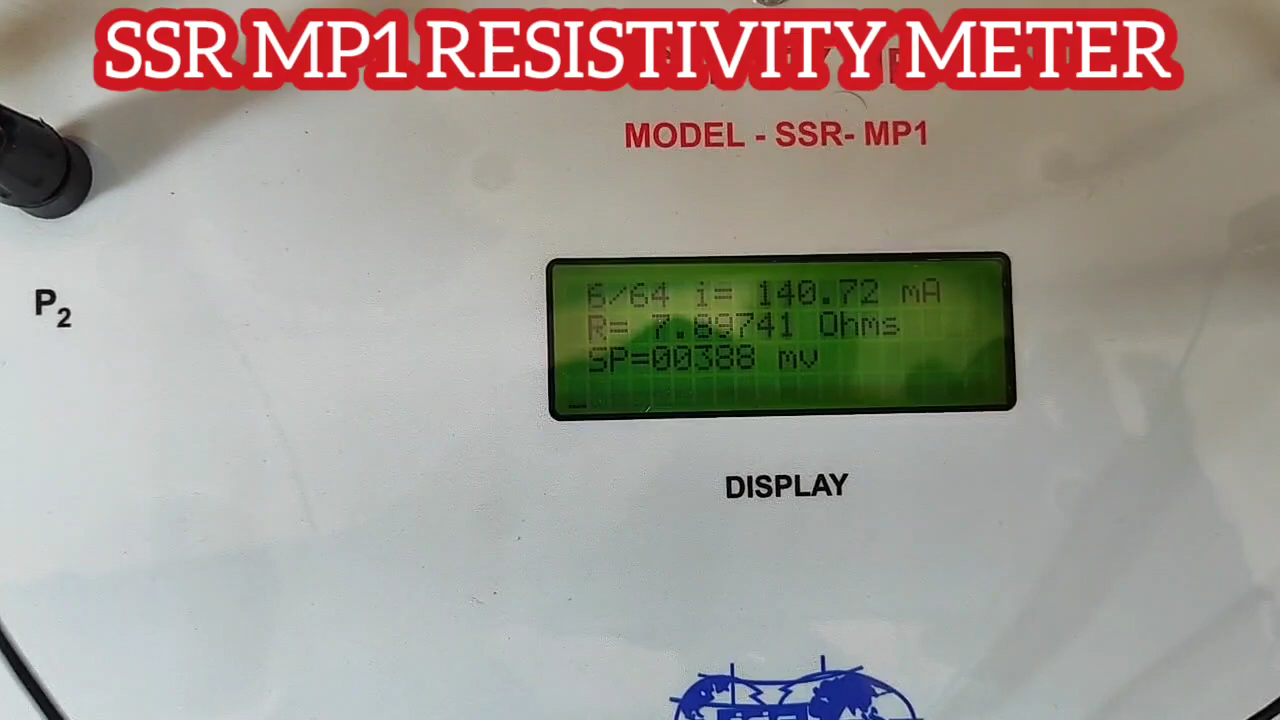 SSR MP1 RESISTIVITY METER
MODEL - SSR- MP1
P2
6/64 i= 140.72 mA
R= 7.89741 Ohms
SP=00388 mv
DISPLAY